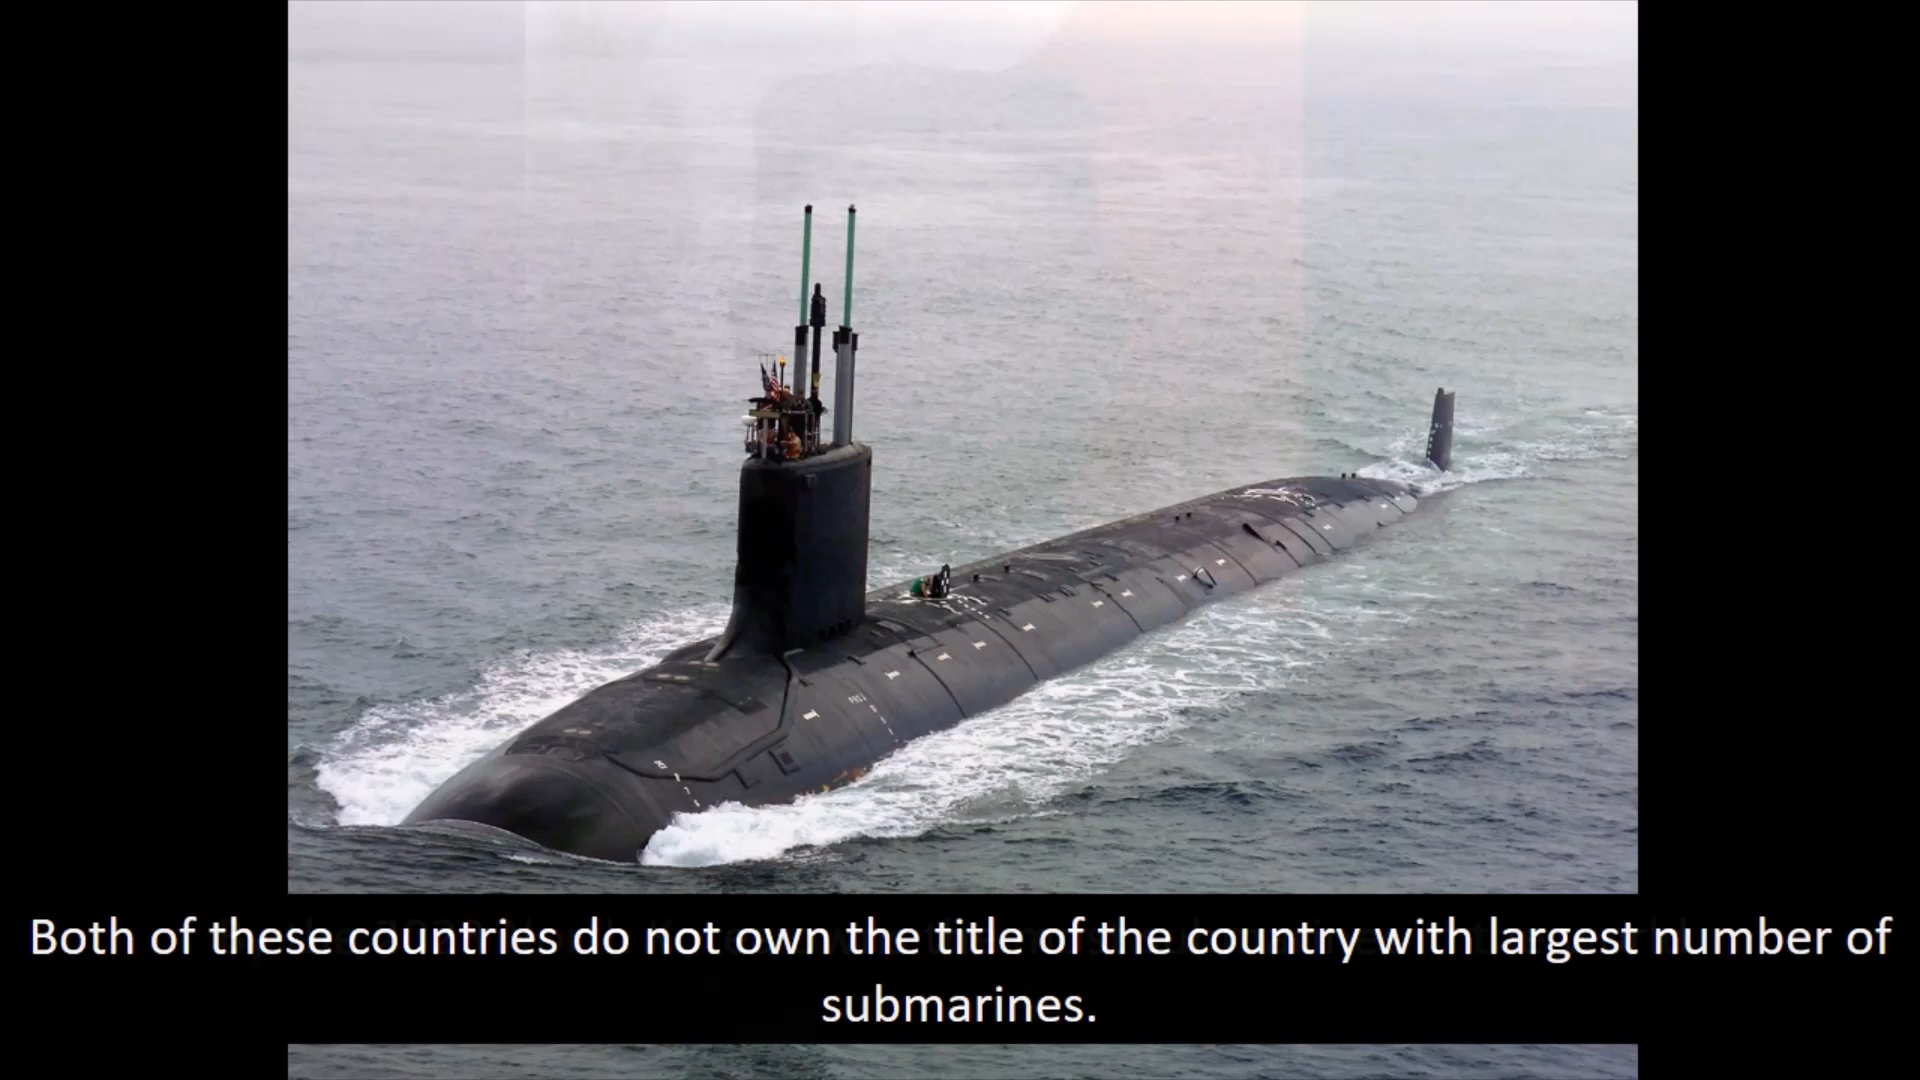 Both of these countries do not own the title of the country with largest number of
submarines.